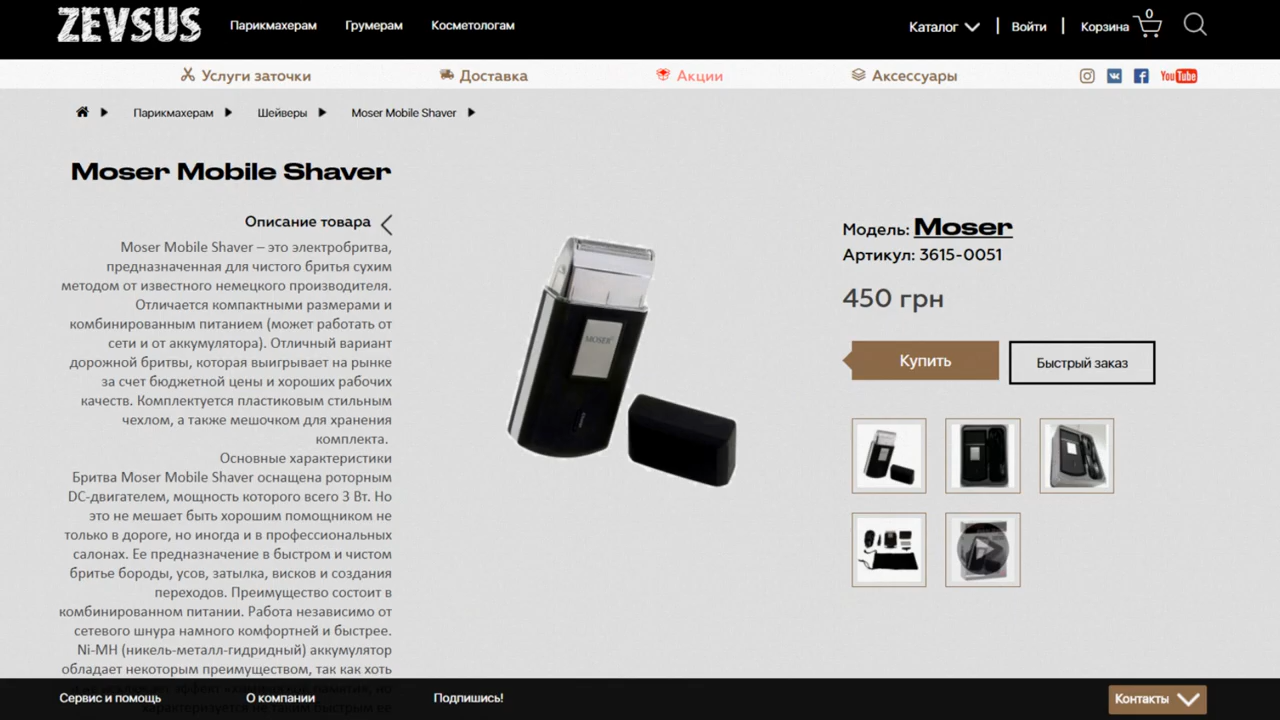 ZEVSUS
Парикмахерам
Грумерам
Косметологам
Каталог
Войти
Корзина
0
Услуги заточки
Доставка
Акции
Аксессуары
You Tube
Парикмахерам
Шейверы
Moser Mobile Shaver
Moser Mobile Shaver
Описание товара
Moser Mobile Shaver – это электробритва,
предназначенная для чистого бритья сухим
методом от известного немецкого производителя.
Отличается компактными размерами и
комбинированным питанием (может работать от
сети и от аккумулятора). Отличный вариант
дорожной бритвы, которая выигрывает на рынке
за счет бюджетной цены и хороших рабочих
качеств. Комплектуется пластиковым стильным
чехлом, а также мешочком для хранения
комплекта.
Основные характеристики
Бритва Moser Mobile Shaver оснащена роторным
DC-двигателем, мощность которого всего 3 Вт. Но
это не мешает быть хорошим помощником не
только в дороге, но иногда и в профессиональных
салонах. Ее предназначение в быстром и чистом
бритье бороды, усов, затылка, висков и создания
переходов. Преимущество состоит в
комбинированном питании. Работа независимо от
сетевого шнура намного комфортней и быстрее.
Ni-MH (никель-металл-гидридный) аккумулятор
обладает некоторым преимуществом, так как хоть
MOSER
Модель: Moser
Артикул: 3615-0051
450 грн
Купить
Быстрый заказ
Сервис и помощь
О компании
Подпишись!
Контакты